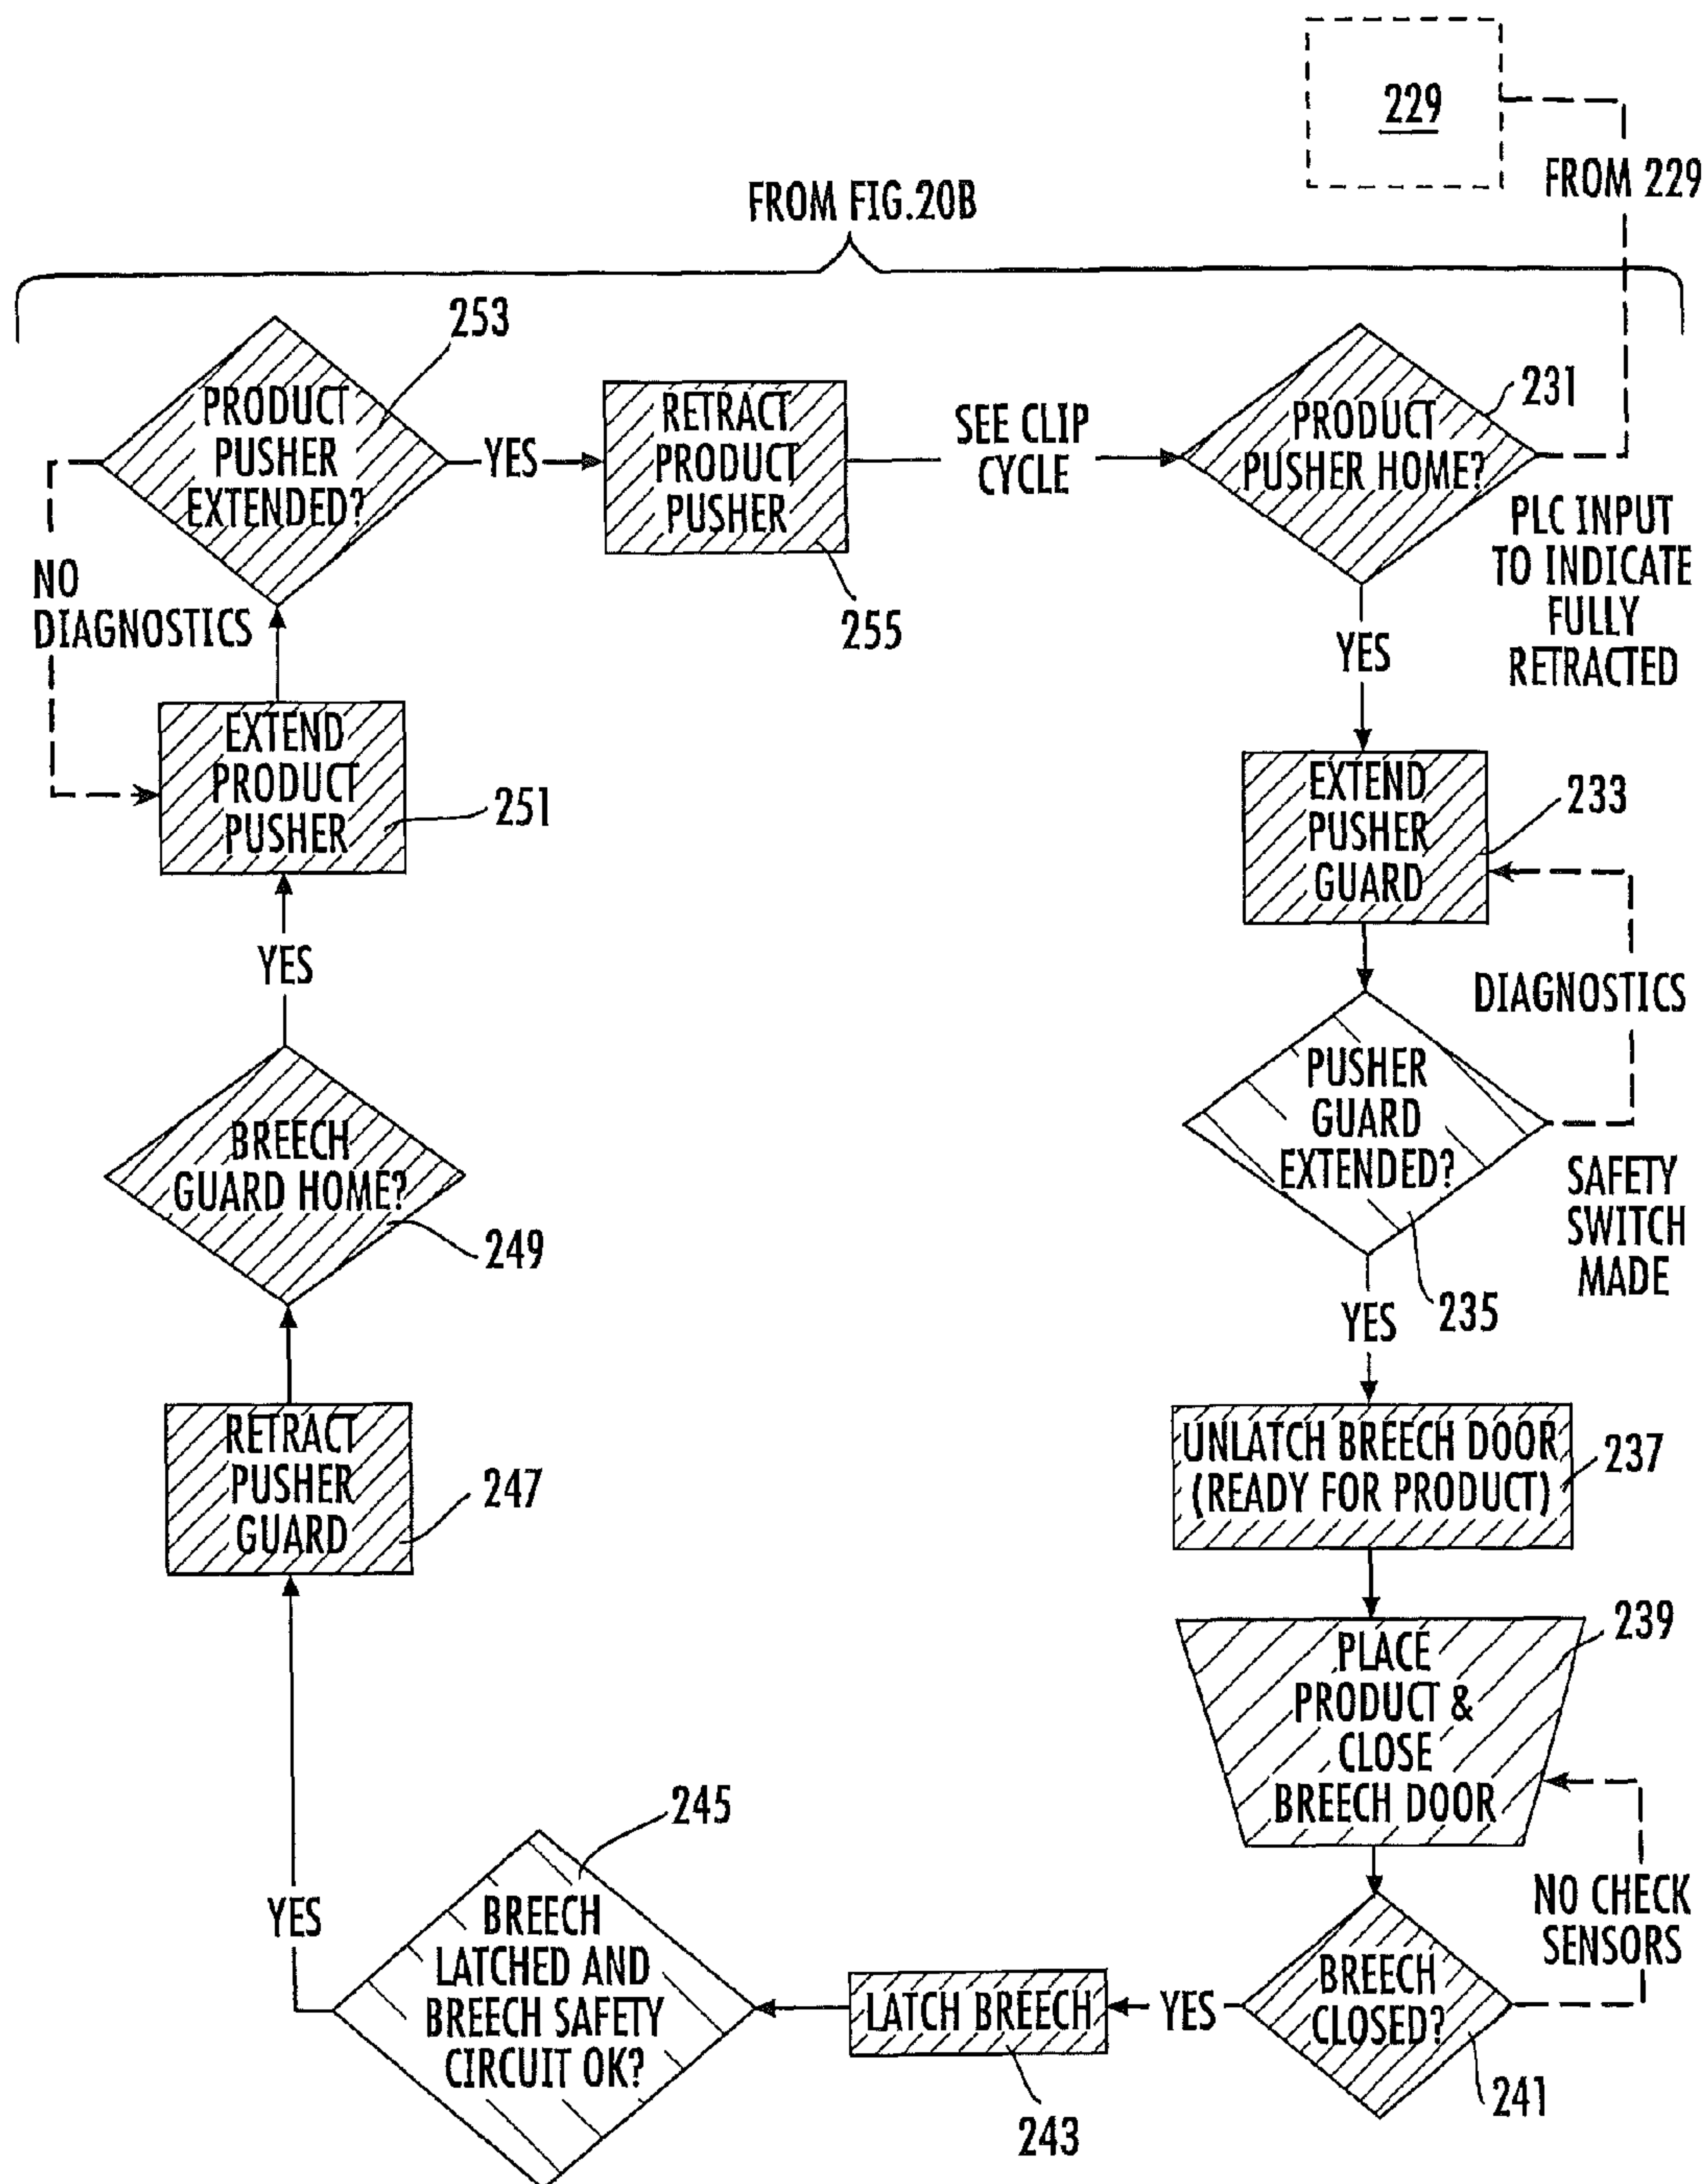 229
FROM 229
FROM FIG.20B
253
PRODUCT
PUSHER
EXTENDED?
YES
RETRACT
PRODUCT
PUSHER
255
SEE CLIP
CYCLE
PRODUCT
PUSHER HOME?
231
PLC INPUT
TO INDICATE
FULLY
RETRACTED
NO
DIAGNOSTICS
YES
EXTEND
PRODUCT
PUSHER
251
EXTEND
PUSHER
GUARD
233
YES
DIAGNOSTICS
BREECH
GUARD HOME?
249
PUSHER
GUARD
EXTENDED?
235
SAFETY
SWITCH
MADE
YES
RETRACT
PUSHER
GUARD
247
UNLATCH BREECH DOOR
(READY FOR PRODUCT)
237
PLACE
PRODUCT &
CLOSE
BREECH DOOR
239
NO CHECK
SENSORS
BREECH
CLOSED?
241
YES
LATCH BREECH
243
BREECH
LATCHED AND
BREECH SAFETY
CIRCUIT OK?
245
YES